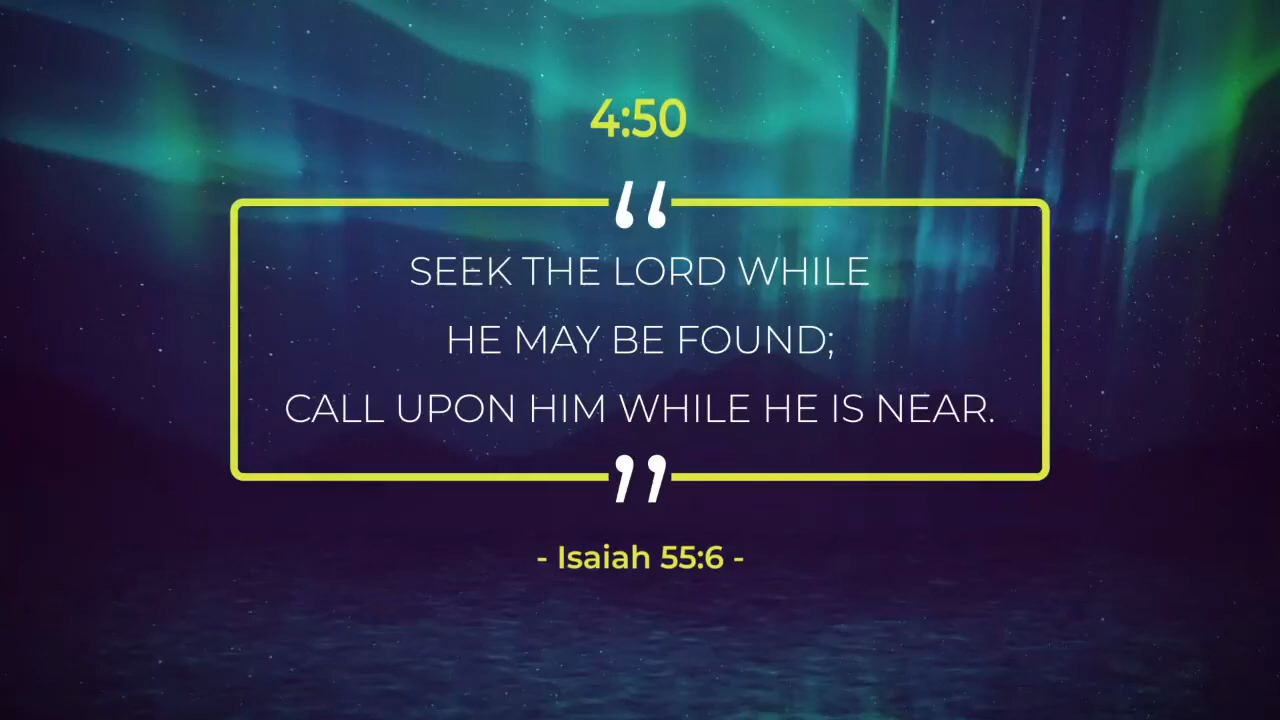 4:50
“
SEEK THE LORD WHILE
HE MAY BE FOUND;
CALL UPON HIM WHILE HE IS NEAR.
”
- Isaiah 55:6 -